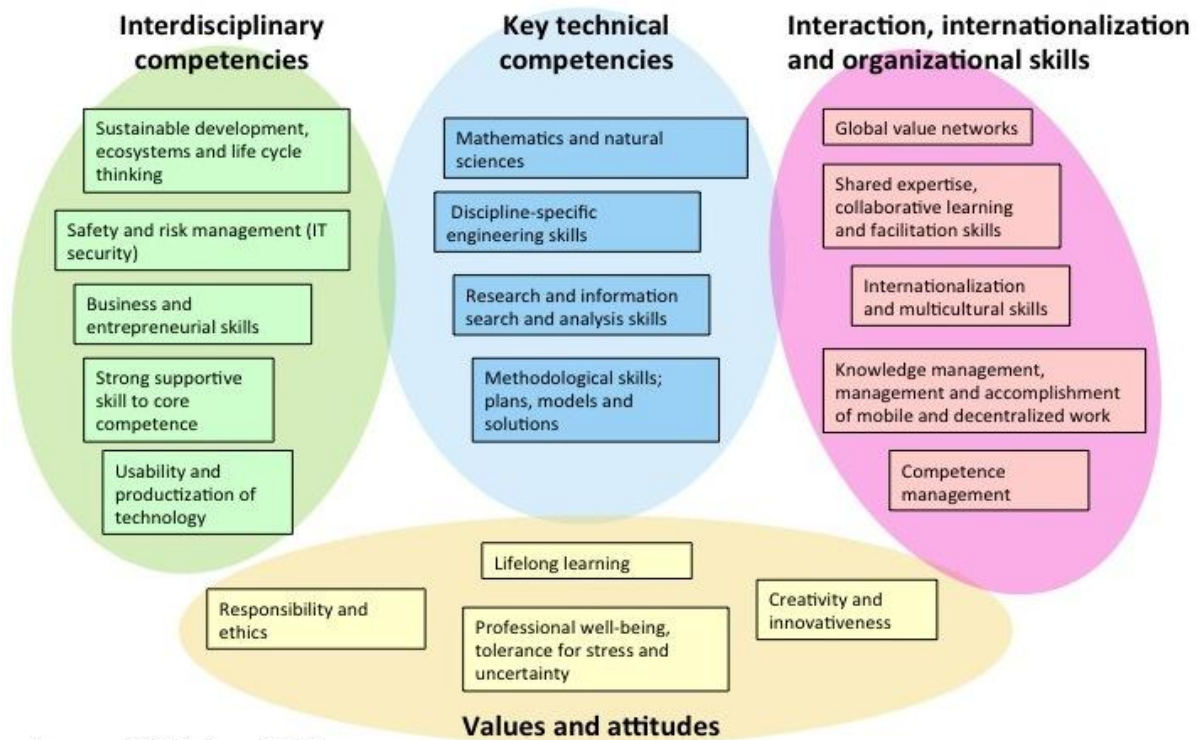 Interdisciplinary
competencies
Sustainable development,
ecosystems and life cycle
thinking
Safety and risk management (IT
security)
Business and
entrepreneurial skills
Strong supportive
skill to core
competence
Usability and
productization of
technology
Key technical
competencies
Mathematics and natural
sciences
Discipline-specific
engineering skills
Research and information
search and analysis skills
Methodological skills;
plans, models and
solutions
Interaction, internationalization
and organizational skills
Global value networks
Shared expertise,
collaborative learning
and facilitation skills
Internationalization
and multicultural skills
Knowledge management,
management and accomplishment
of mobile and decentralized work
Competence
management
Lifelong learning
Responsibility and
ethics
Professional well-being,
tolerance for stress and
uncertainty
Creativity and
innovativeness
Values and attitudes